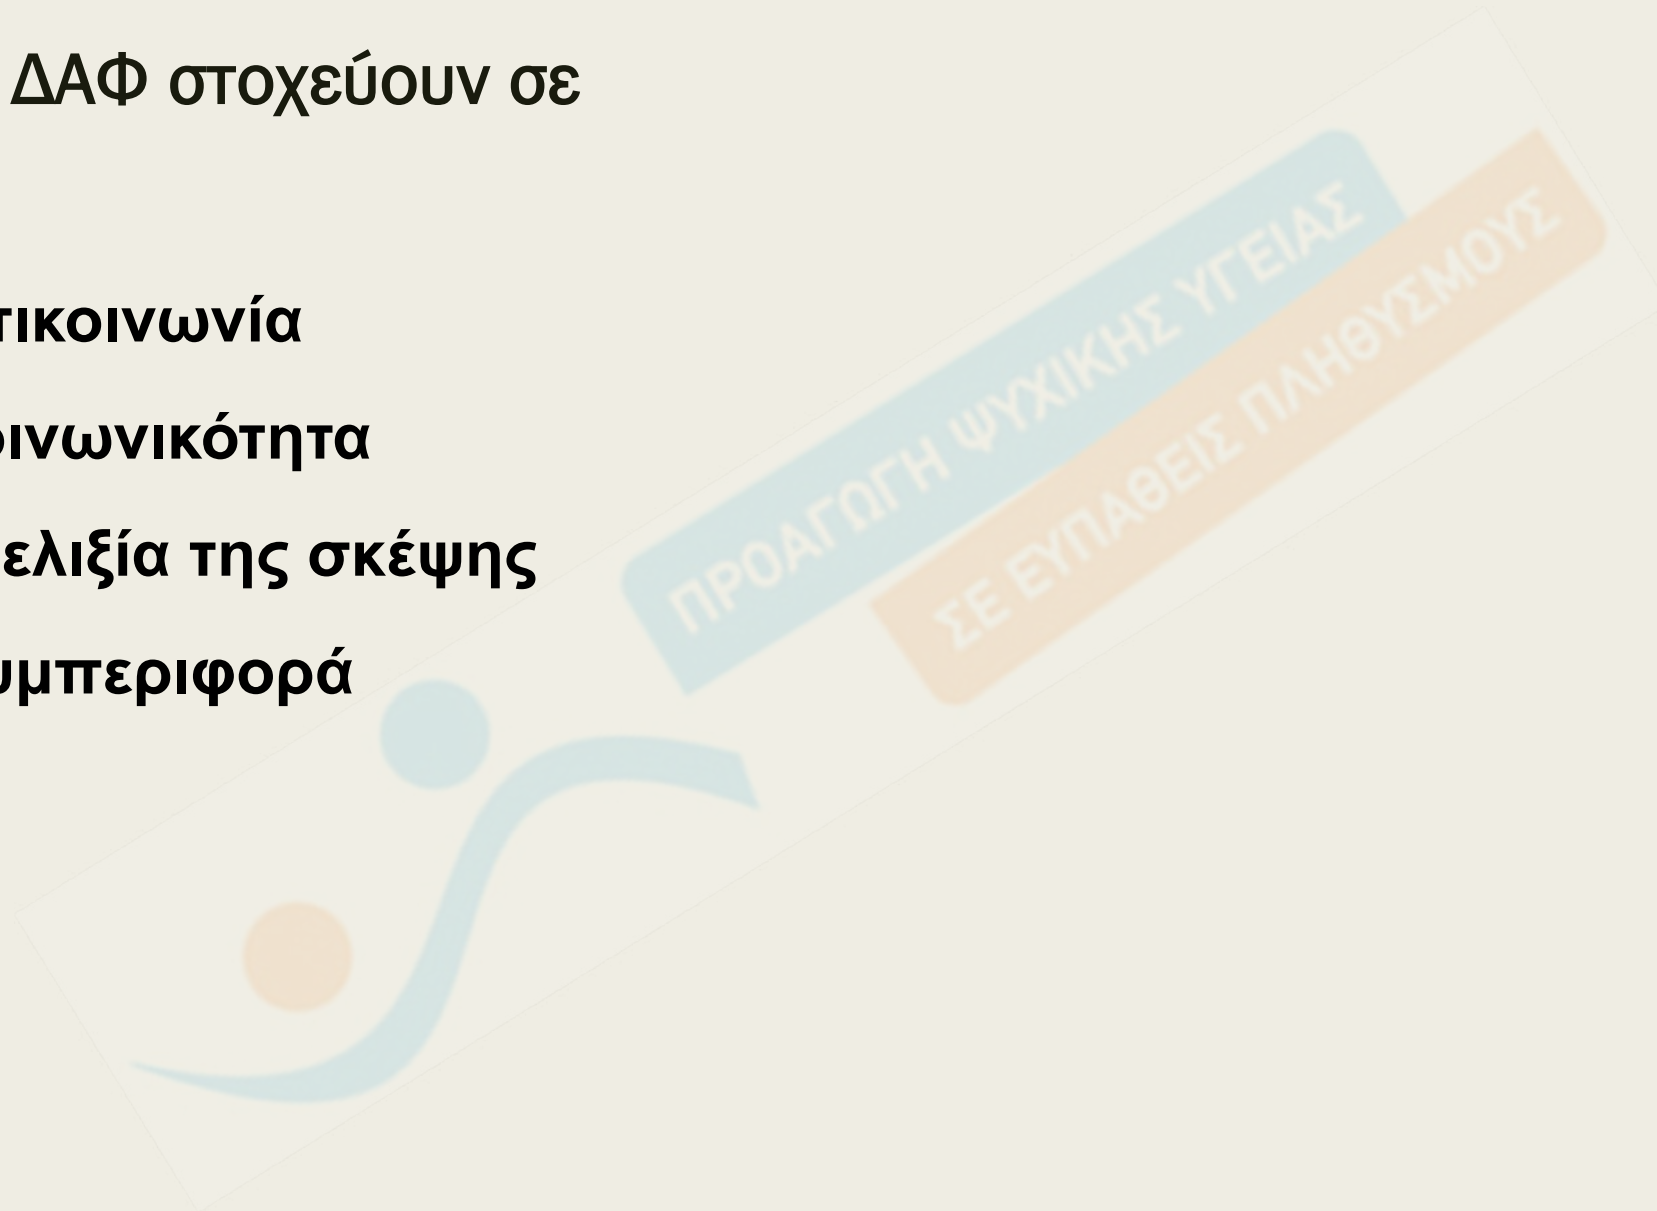 ΔΑΦ στοχεύουν σε
τικοινωνία
οινωνικότητα
ελιξία της σκέψης
υμπεριφορά
ΠΡΟΑΓΩΓΗ ΨΥΧΙΚΗΣ ΥΓΕΙΑΣ
ΣΕ ΕΥΠΑΘΕΙΣ ΠΛΗΘΥΣΜΟΥΣ